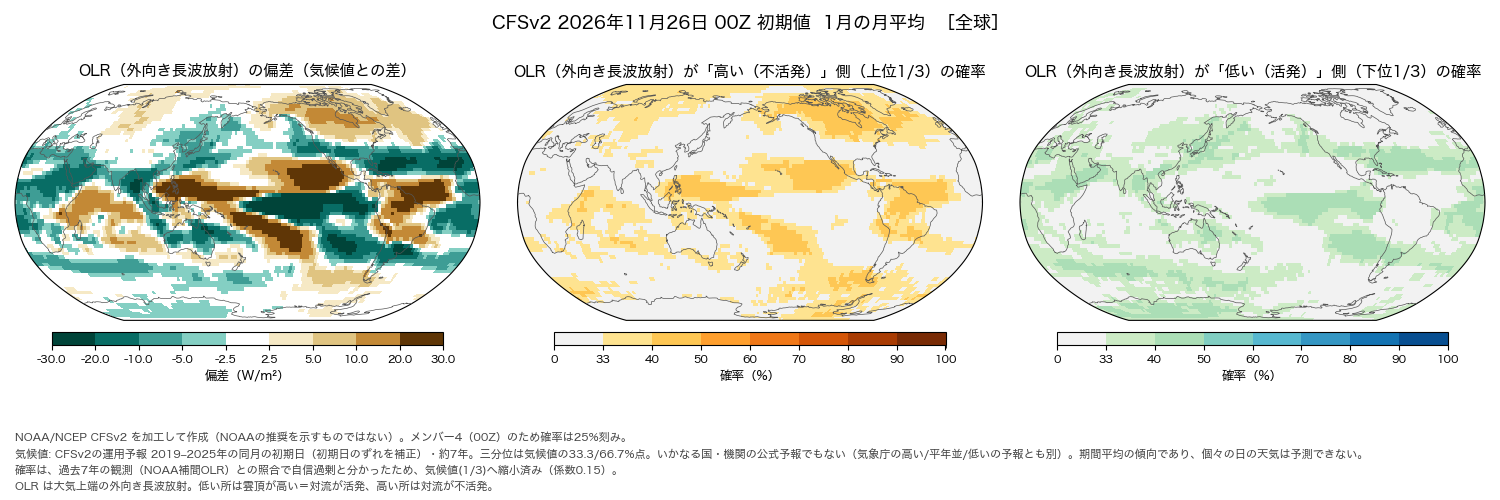 CFSv2 2026年11月26日 00Z 初期値  1月の月平均  ［全球］
OLR（外向き長波放射）の偏差（気候値との差）
OLR（外向き長波放射）が「高い（不活発）」側（上位1/3）の確率
OLR（外向き長波放射）が「低い（活発）」側（下位1/3）の確率
-30.0 -20.0 -10.0 -5.0 -2.5 2.5 5.0 10.0 20.0 30.0
偏差（W/m²）
0 33 40 50 60 70 80 90 100
確率（%）
0 33 40 50 60 70 80 90 100
確率（%）
NOAA/NCEP CFSv2 を加工して作成（NOAAの推奨を示すものではない）。メンバー4（00Z）のため確率は25%刻み。
気候値: CFSv2の運用予報 2019–2025年の同月の初期日（初期日のずれを補正）・約7年。三分位は気候値の33.3/66.7%点。いかなる国・機関の公式予報でもない（気象庁の高い/平年並/低いの予報とも別）。期間平均の傾向であり、個々の日の天気は予測できない。
確率は、過去7年の観測（NOAA補間OLR）との照合で自信過剰と分かったため、気候値(1/3)へ縮小済み（係数0.15）。
OLR は大気上端の外向き長波放射。低い所は雲頂が高い＝対流が活発、高い所は対流が不活発。